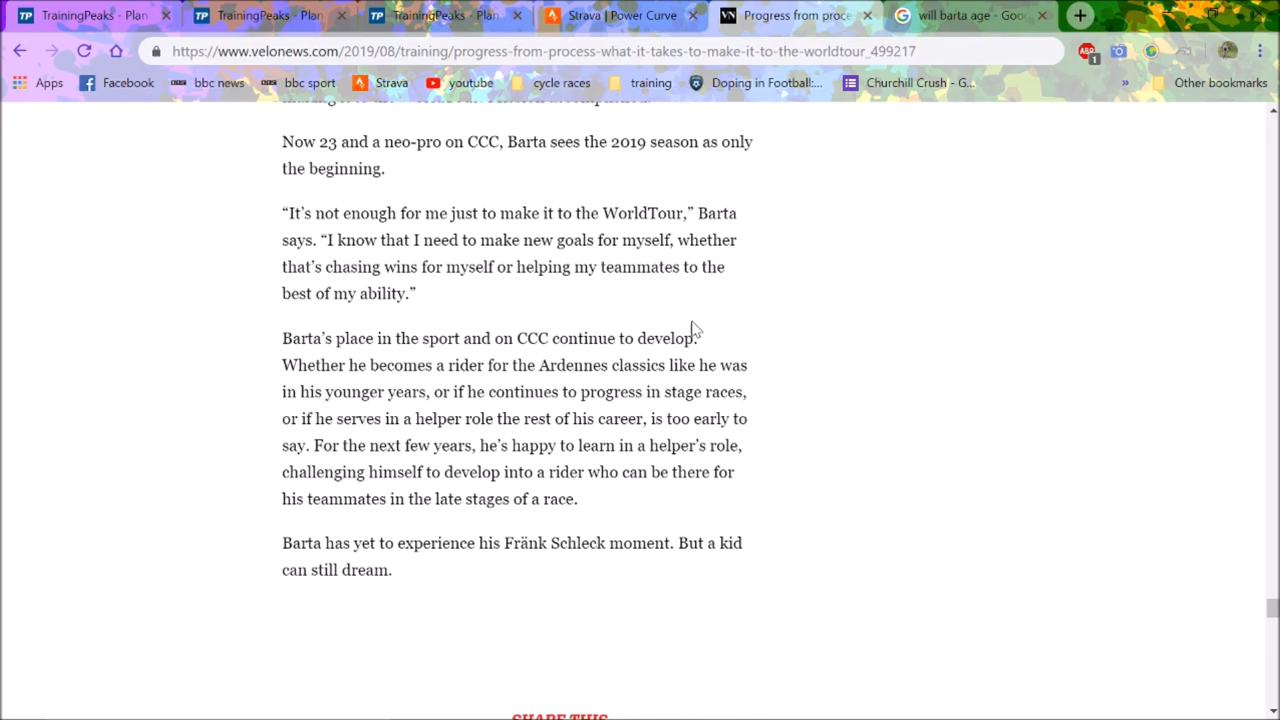 TrainingPeaks - Plan
TrainingPeaks - Plan
TrainingPeaks - Plan
Strava | Power Curve
Progress from proce
will barta age - Goo
https://www.velonews.com/2019/08/training/progress-from-process-what-it-takes-to-make-it-to-the-worldtour_499217
Apps
Facebook
bbc news
bbc sport
Strava
youtube
cycle races
training
Doping in Football:...
Churchill Crush - G...
Other bookmarks
Now 23 and a neo-pro on CCC, Barta sees the 2019 season as only
the beginning.
“It’s not enough for me just to make it to the WorldTour,” Barta
says. “I know that I need to make new goals for myself, whether
that’s chasing wins for myself or helping my teammates to the
best of my ability.”
Barta’s place in the sport and on CCC continue to develop.
Whether he becomes a rider for the Ardennes classics like he was
in his younger years, or if he continues to progress in stage races,
or if he serves in a helper role the rest of his career, is too early to
say. For the next few years, he’s happy to learn in a helper’s role,
challenging himself to develop into a rider who can be there for
his teammates in the late stages of a race.
Barta has yet to experience his Fränk Schleck moment. But a kid
can still dream.
SHARE THIS